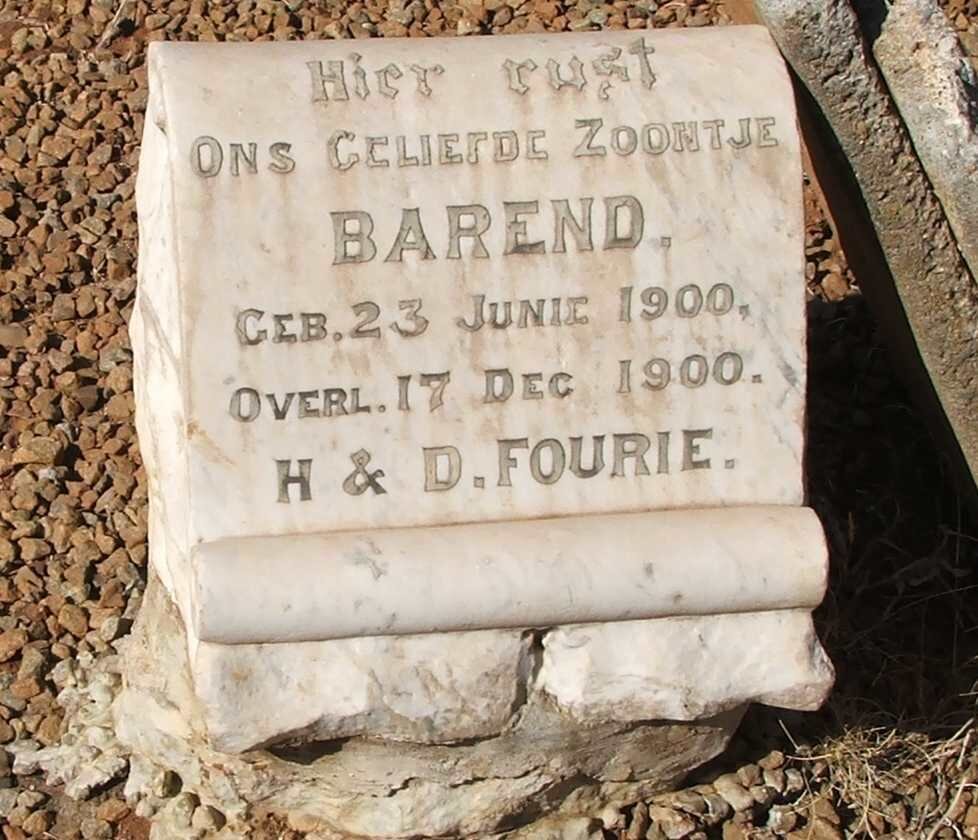 Hier rust
ONS GELIEFDE ZOONTJE
BAREND.
GEB. 23 JUNIE 1900,
OVERL. 17 DEC 1900.
H & D. FOURIE.